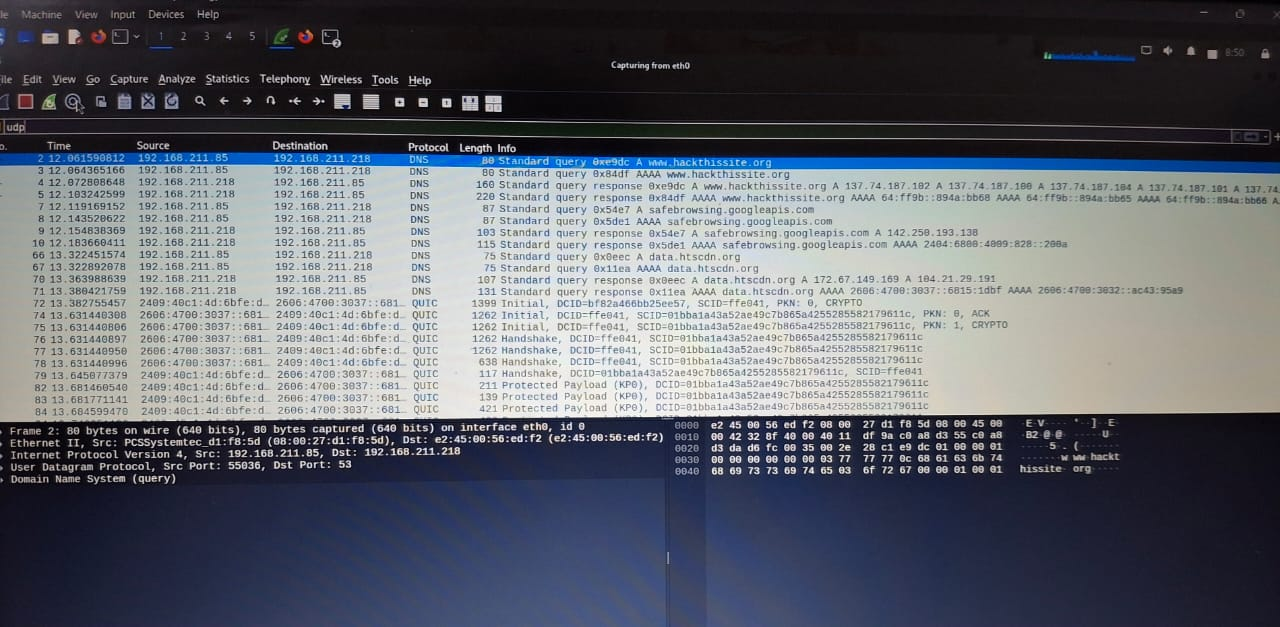 le Machine View Input Devices Help
1 2 3 4 5 2 8:50
Capturing from eth0
ile Edit View Go Capture Analyze Statistics Telephony Wireless Tools Help
udp
o. Time Source Destination Protocol Length Info
2 12.061590812 192.168.211.85 192.168.211.218 DNS 80 Standard query 0xe9dc A www.hackthissite.org
3 12.064365166 192.168.211.85 192.168.211.218 DNS 80 Standard query 0x84df AAAA www.hackthissite.org
4 12.072808648 192.168.211.218 192.168.211.85 DNS 160 Standard query response 0xe9dc A www.hackthissite.org A 137.74.187.102 A 137.74.187.100 A 137.74.187.104 A 137.74.187.101 A 137.74
5 12.103242599 192.168.211.218 192.168.211.85 DNS 220 Standard query response 0x84df AAAA www.hackthissite.org AAAA 64:ff9b::894a:bb68 AAAA 64:ff9b::894a:bb65 AAAA 64:ff9b::894a:bb66 A
7 12.119169152 192.168.211.85 192.168.211.218 DNS 87 Standard query 0x54e7 A safebrowsing.googleapis.com
8 12.143520622 192.168.211.85 192.168.211.218 DNS 87 Standard query 0x5de1 AAAA safebrowsing.googleapis.com
9 12.154838369 192.168.211.218 192.168.211.85 DNS 103 Standard query response 0x54e7 A safebrowsing.googleapis.com A 142.250.193.138
10 12.183660411 192.168.211.218 192.168.211.85 DNS 115 Standard query response 0x5de1 AAAA safebrowsing.googleapis.com AAAA 2404:6800:4009:828::200a
66 13.322451574 192.168.211.85 192.168.211.218 DNS 75 Standard query 0x0eec A data.htscdn.org
67 13.322892078 192.168.211.85 192.168.211.218 DNS 75 Standard query 0x11ea AAAA data.htscdn.org
70 13.363988639 192.168.211.218 192.168.211.85 DNS 107 Standard query response 0x0eec A data.htscdn.org A 172.67.149.169 A 104.21.29.191
71 13.380421759 192.168.211.218 192.168.211.85 DNS 131 Standard query response 0x11ea AAAA data.htscdn.org AAAA 2606:4700:3037::6815:1dbf AAAA 2606:4700:3032::ac43:95a9
72 13.382755457 2409:40c1:4d:6bfe:d… 2606:4700:3037::681… QUIC 1399 Initial, DCID=bf82a466bb25ee57, SCID=ffe041, PKN: 0, CRYPTO
74 13.631440308 2606:4700:3037::681… 2409:40c1:4d:6bfe:d… QUIC 1262 Initial, DCID=ffe041, SCID=01bba1a43a52ae49c7b865a4255285582179611c, PKN: 0, ACK
75 13.631440806 2606:4700:3037::681… 2409:40c1:4d:6bfe:d… QUIC 1262 Initial, DCID=ffe041, SCID=01bba1a43a52ae49c7b865a4255285582179611c, PKN: 1, CRYPTO
76 13.631440897 2606:4700:3037::681… 2409:40c1:4d:6bfe:d… QUIC 1262 Handshake, DCID=ffe041, SCID=01bba1a43a52ae49c7b865a4255285582179611c
77 13.631440950 2606:4700:3037::681… 2409:40c1:4d:6bfe:d… QUIC 1262 Handshake, DCID=ffe041, SCID=01bba1a43a52ae49c7b865a4255285582179611c
78 13.631440996 2606:4700:3037::681… 2409:40c1:4d:6bfe:d… QUIC 638 Handshake, DCID=ffe041, SCID=01bba1a43a52ae49c7b865a4255285582179611c
79 13.645077379 2409:40c1:4d:6bfe:d… 2606:4700:3037::681… QUIC 117 Handshake, DCID=01bba1a43a52ae49c7b865a4255285582179611c, SCID=ffe041
82 13.681460540 2409:40c1:4d:6bfe:d… 2606:4700:3037::681… QUIC 211 Protected Payload (KP0), DCID=01bba1a43a52ae49c7b865a4255285582179611c
83 13.681771141 2409:40c1:4d:6bfe:d… 2606:4700:3037::681… QUIC 139 Protected Payload (KP0), DCID=01bba1a43a52ae49c7b865a4255285582179611c
84 13.684599470 2409:40c1:4d:6bfe:d… 2606:4700:3037::681… QUIC 421 Protected Payload (KP0), DCID=01bba1a43a52ae49c7b865a4255285582179611c
Frame 2: 80 bytes on wire (640 bits), 80 bytes captured (640 bits) on interface eth0, id 0
Ethernet II, Src: PCSSystemtec_d1:f8:5d (08:00:27:d1:f8:5d), Dst: e2:45:00:56:ed:f2 (e2:45:00:56:ed:f2)
Internet Protocol Version 4, Src: 192.168.211.85, Dst: 192.168.211.218
User Datagram Protocol, Src Port: 55036, Dst Port: 53
Domain Name System (query)
0000 e2 45 00 56 ed f2 08 00 27 d1 f8 5d 08 00 45 00 ·E·V····'··]··E·
0010 00 42 32 8f 40 00 40 11 df 9a c0 a8 d3 55 c0 a8 ·B2·@·@······U··
0020 d3 da d6 fc 00 35 00 2e 28 c1 e9 dc 01 00 00 01 ·····5·.(·······
0030 00 00 00 00 00 00 03 77 77 77 0c 68 61 63 6b 74 ·······www·hackt
0040 68 69 73 73 69 74 65 03 6f 72 67 00 00 01 00 01 hissite·org·····